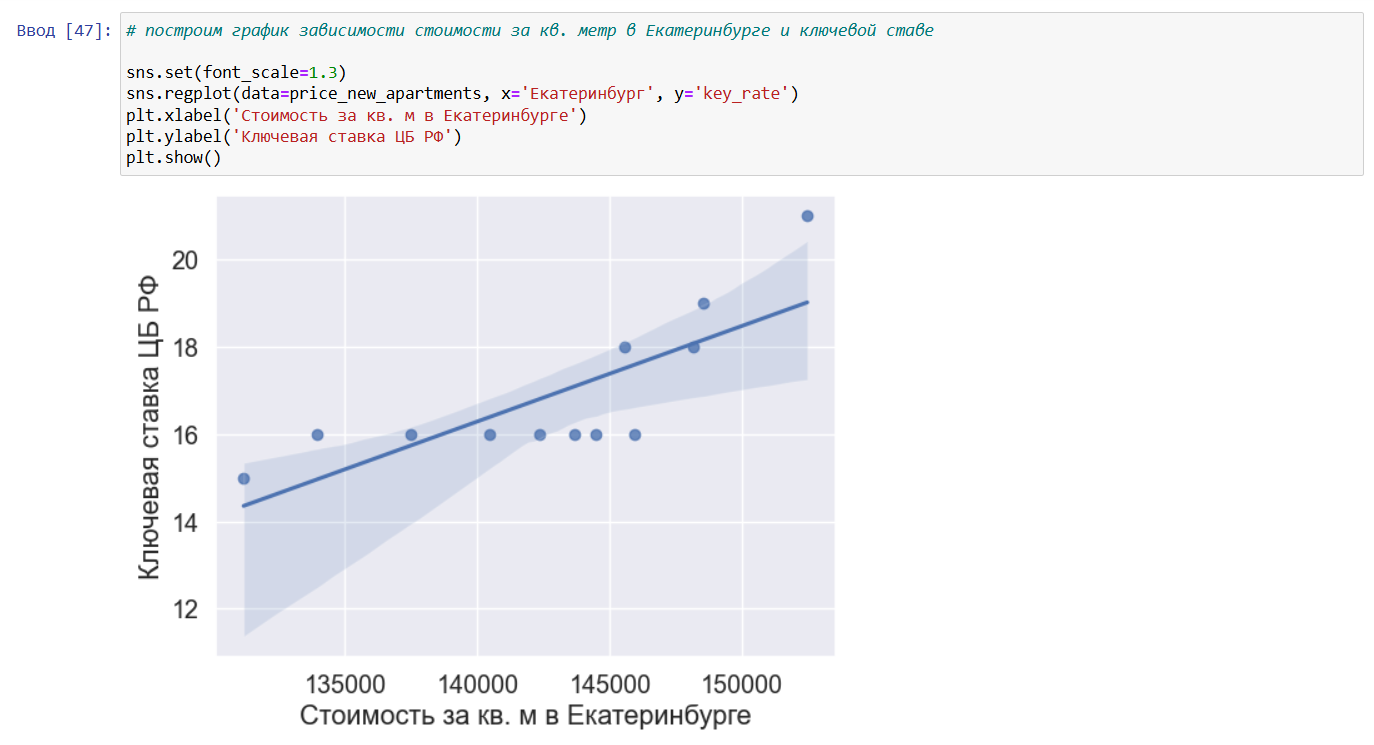 Ввод [47]: # построим график зависимости стоимости за кв. метр в Екатеринбурге и ключевой ставе
sns.set(font_scale=1.3)
sns.regplot(data=price_new_apartments, x='Екатеринбург', y='key_rate')
plt.xlabel('Стоимость за кв. м в Екатеринбурге')
plt.ylabel('Ключевая ставка ЦБ РФ')
plt.show()
Ключевая ставка ЦБ РФ
20
18
16
14
12
135000 140000 145000 150000
Стоимость за кв. м в Екатеринбурге